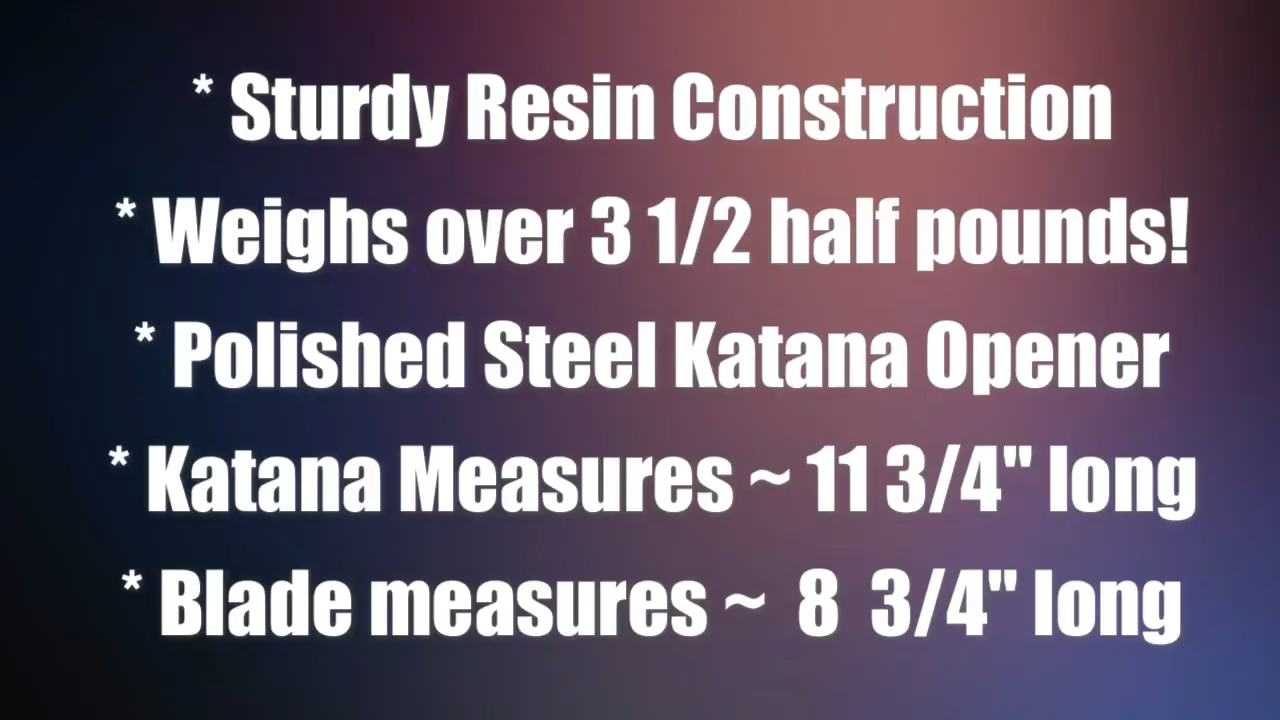 * Sturdy Resin Construction
* Weighs over 3 1/2 half pounds!
* Polished Steel Katana Opener
* Katana Measures ~ 11 3/4" long
* Blade measures ~  8  3/4" long